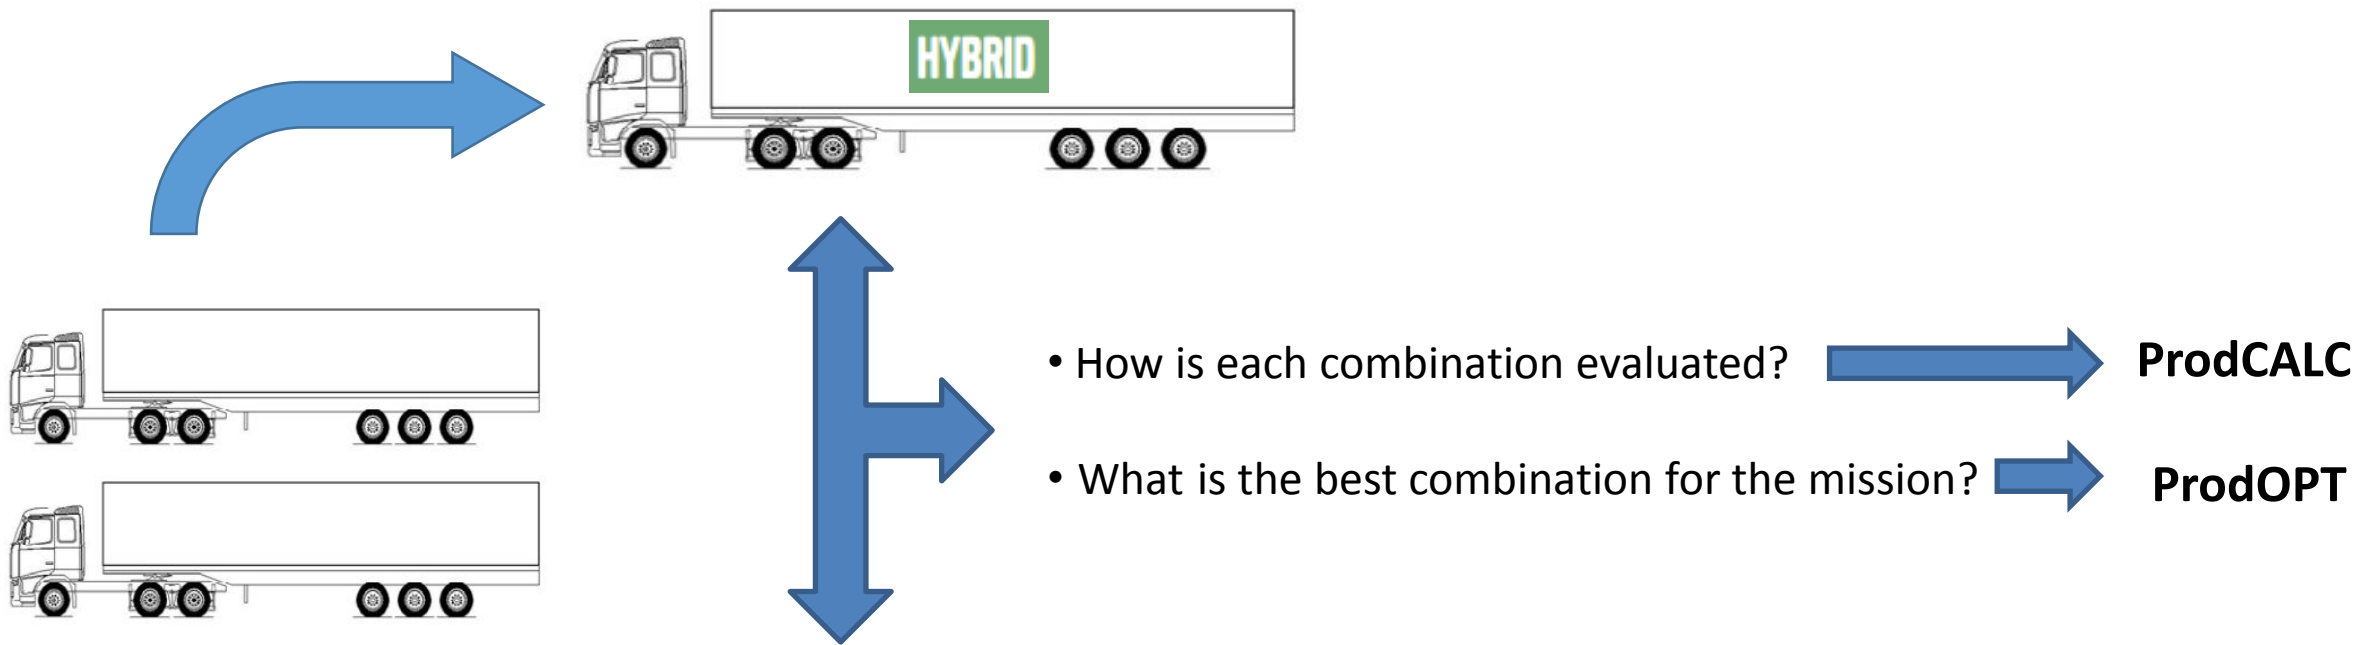 HYBRID
• How is each combination evaluated?
ProdCALC
• What is the best combination for the mission?
ProdOPT